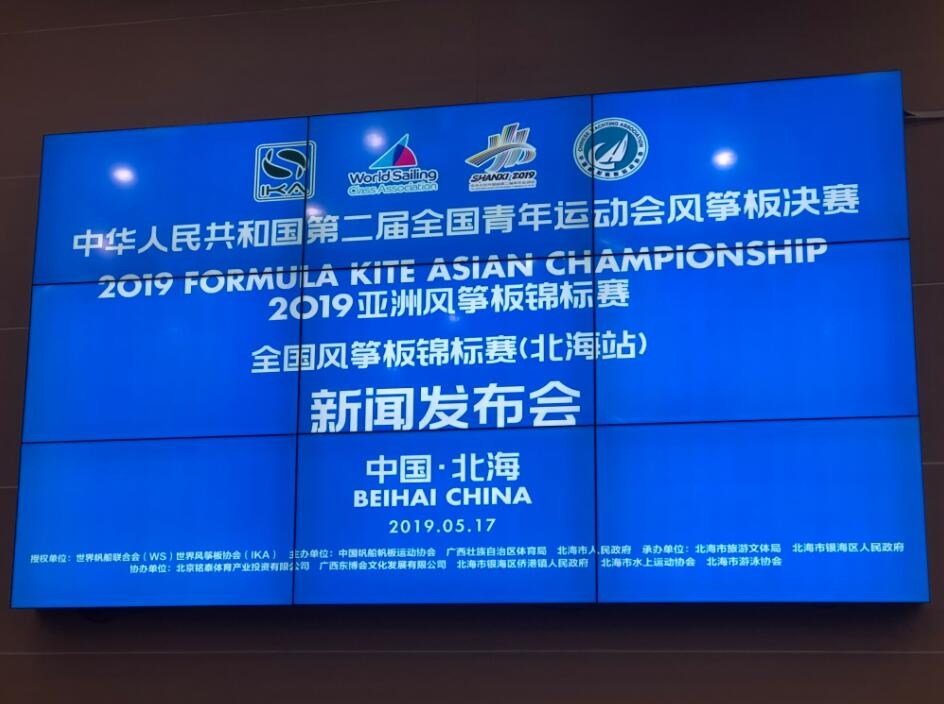 IKA
World Sailing
Class Association
SHANXI 2019
中华人民共和国第二届全国青年运动会风筝板决赛
2019 FORMULA KITE ASIAN CHAMPIONSHIP
2019亚洲风筝板锦标赛
全国风筝板锦标赛(北海站)
新闻发布会
中国·北海
BEIHAI CHINA
2019.05.17
授权单位：世界帆船联合会（WS）世界风筝板协会（IKA） 主办单位：中国帆船帆板运动协会 广西壮族自治区体育局 北海市人民政府 承办单位：北海市旅游文体局 北海市银海区人民政府
协办单位：北京铭泰体育产业投资有限公司 广西东博会文化发展有限公司 北海市银海区侨港镇人民政府 北海市水上运动协会 北海市游泳协会